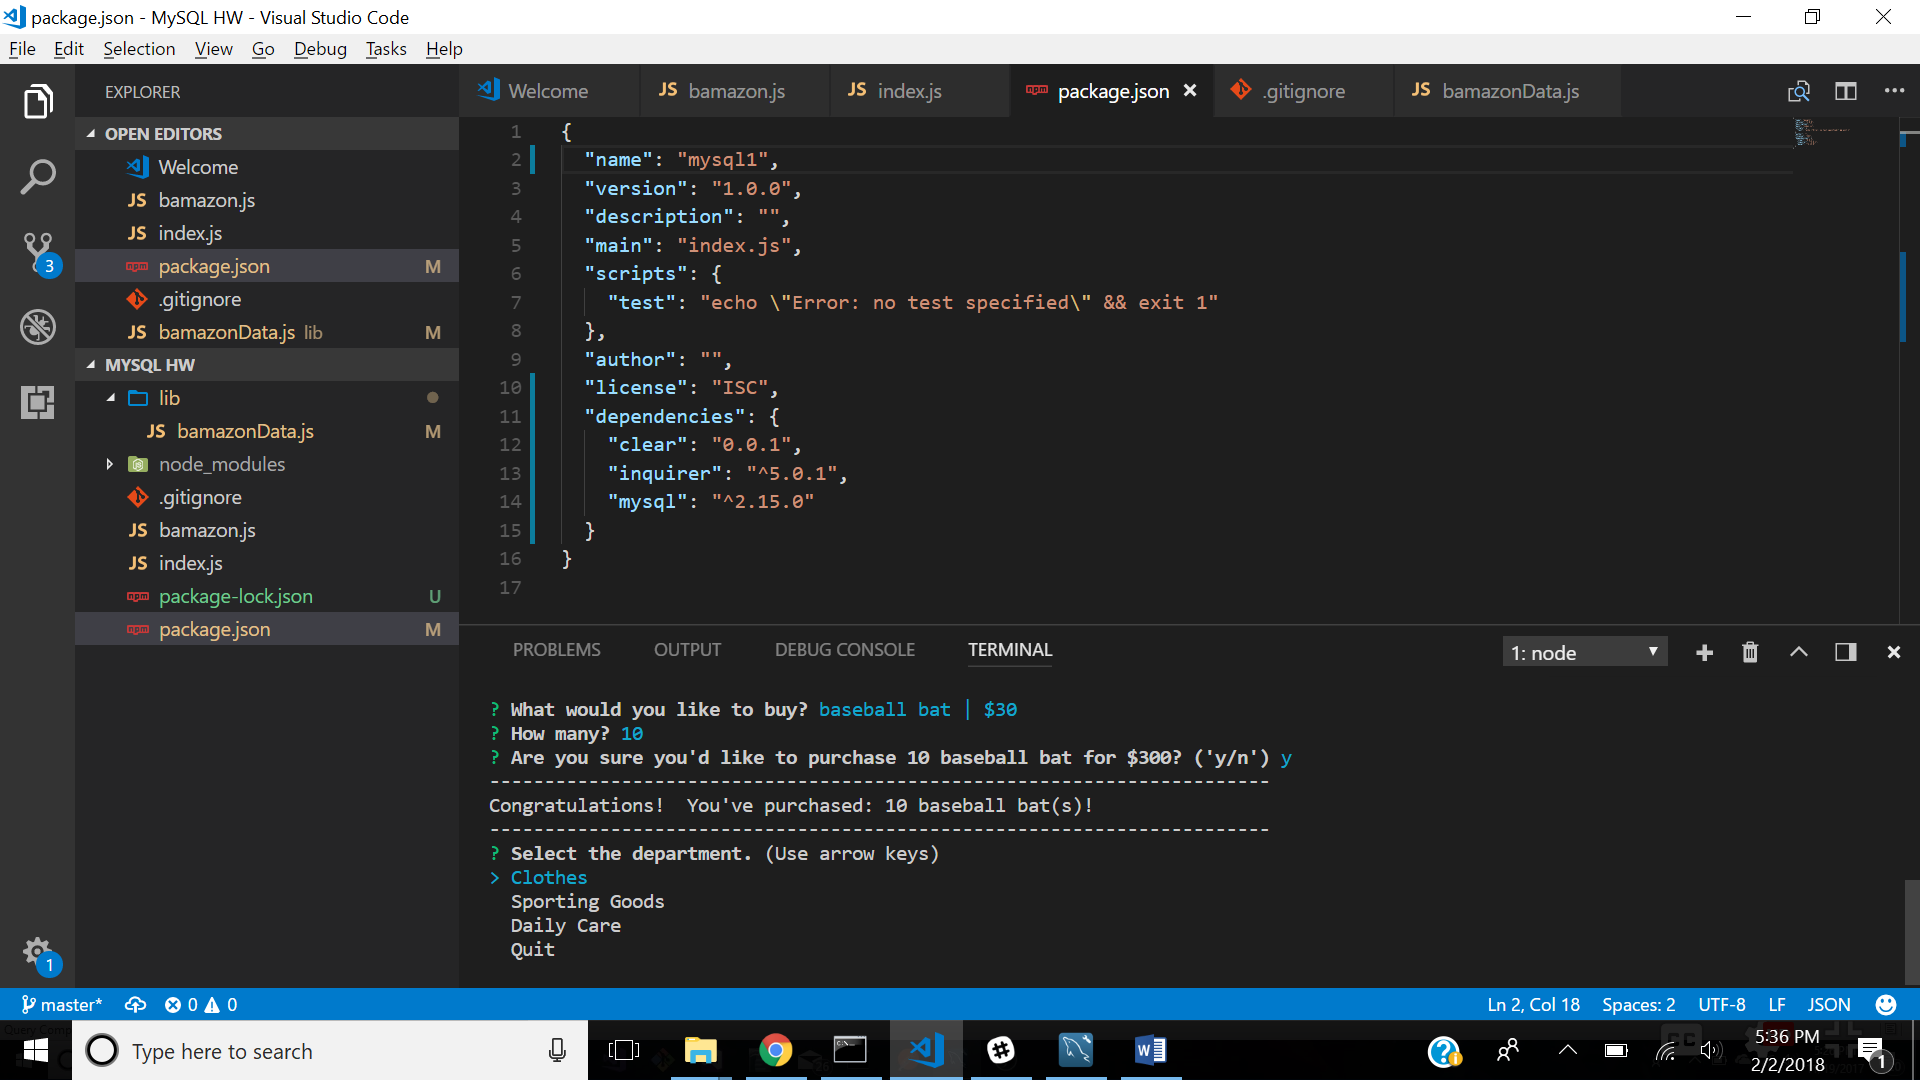 package.json - MySQL HW - Visual Studio Code
File Edit Selection View Go Debug Tasks Help
EXPLORER
OPEN EDITORS
Welcome
JS bamazon.js
JS index.js
package.json M
.gitignore
JS bamazonData.js lib M
MYSQL HW
lib
JS bamazonData.js M
node_modules
.gitignore
JS bamazon.js
JS index.js
package-lock.json U
package.json M
3
1
Welcome JS bamazon.js JS index.js package.json .gitignore JS bamazonData.js
1 {
2 "name": "mysql1",
3 "version": "1.0.0",
4 "description": "",
5 "main": "index.js",
6 "scripts": {
7 "test": "echo \"Error: no test specified\" && exit 1"
8 },
9 "author": "",
10 "license": "ISC",
11 "dependencies": {
12 "clear": "0.0.1",
13 "inquirer": "^5.0.1",
14 "mysql": "^2.15.0"
15 }
16 }
17
PROBLEMS OUTPUT DEBUG CONSOLE TERMINAL 1: node
? What would you like to buy? baseball bat | $30
? How many? 10
? Are you sure you'd like to purchase 10 baseball bat for $300? ('y/n') y
-----------------------------------------------------------------------
Congratulations!  You've purchased: 10 baseball bat(s)!
-----------------------------------------------------------------------
? Select the department. (Use arrow keys)
> Clothes
Sporting Goods
Daily Care
Quit
master* 0 0 Ln 2, Col 18 Spaces: 2 UTF-8 LF JSON
Type here to search
5:36 PM
2/2/2018
1